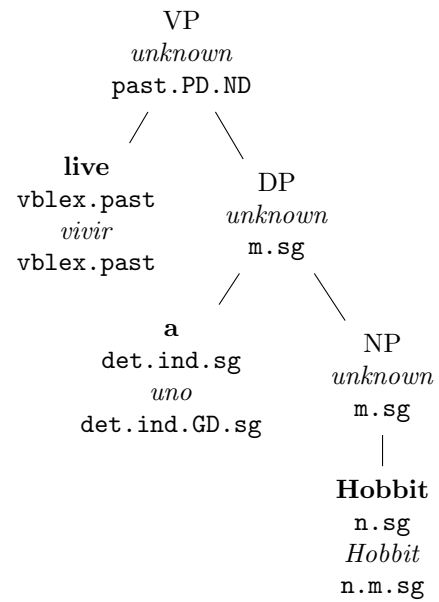 VP
unknown
past.PD.ND
live
vblex.past
vivir
vblex.past
DP
unknown
m.sg
a
det.ind.sg
uno
det.ind.GD.sg
NP
unknown
m.sg
Hobbit
n.sg
Hobbit
n.m.sg